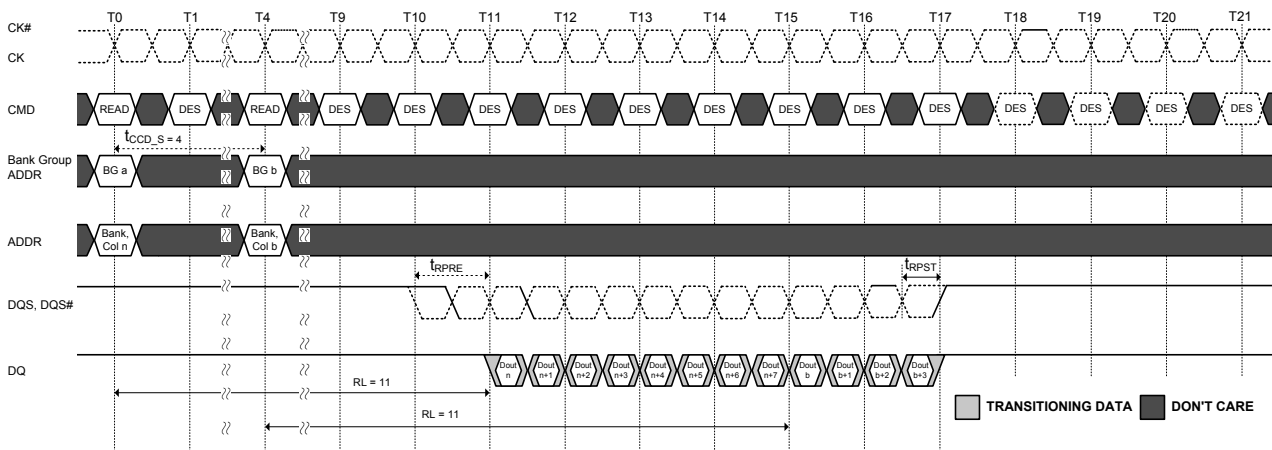 T0 T1 T4 T9 T10 T11 T12 T13 T14 T15 T16 T17 T18 T19 T20 T21
CK#
CK
CMD READ DES READ DES DES DES DES DES DES DES DES DES DES DES DES DES
tCCD_S = 4
Bank Group
ADDR
BG a BG b
ADDR
Bank,
Col n
Bank,
Col b
tRPRE tRPST
DQS, DQS#
DQ
Dout
n
Dout
n+1
Dout
n+2
Dout
n+3
Dout
n+4
Dout
n+5
Dout
n+6
Dout
n+7
Dout
b
Dout
b+1
Dout
b+2
Dout
b+3
RL = 11
RL = 11
TRANSITIONING DATA DON'T CARE